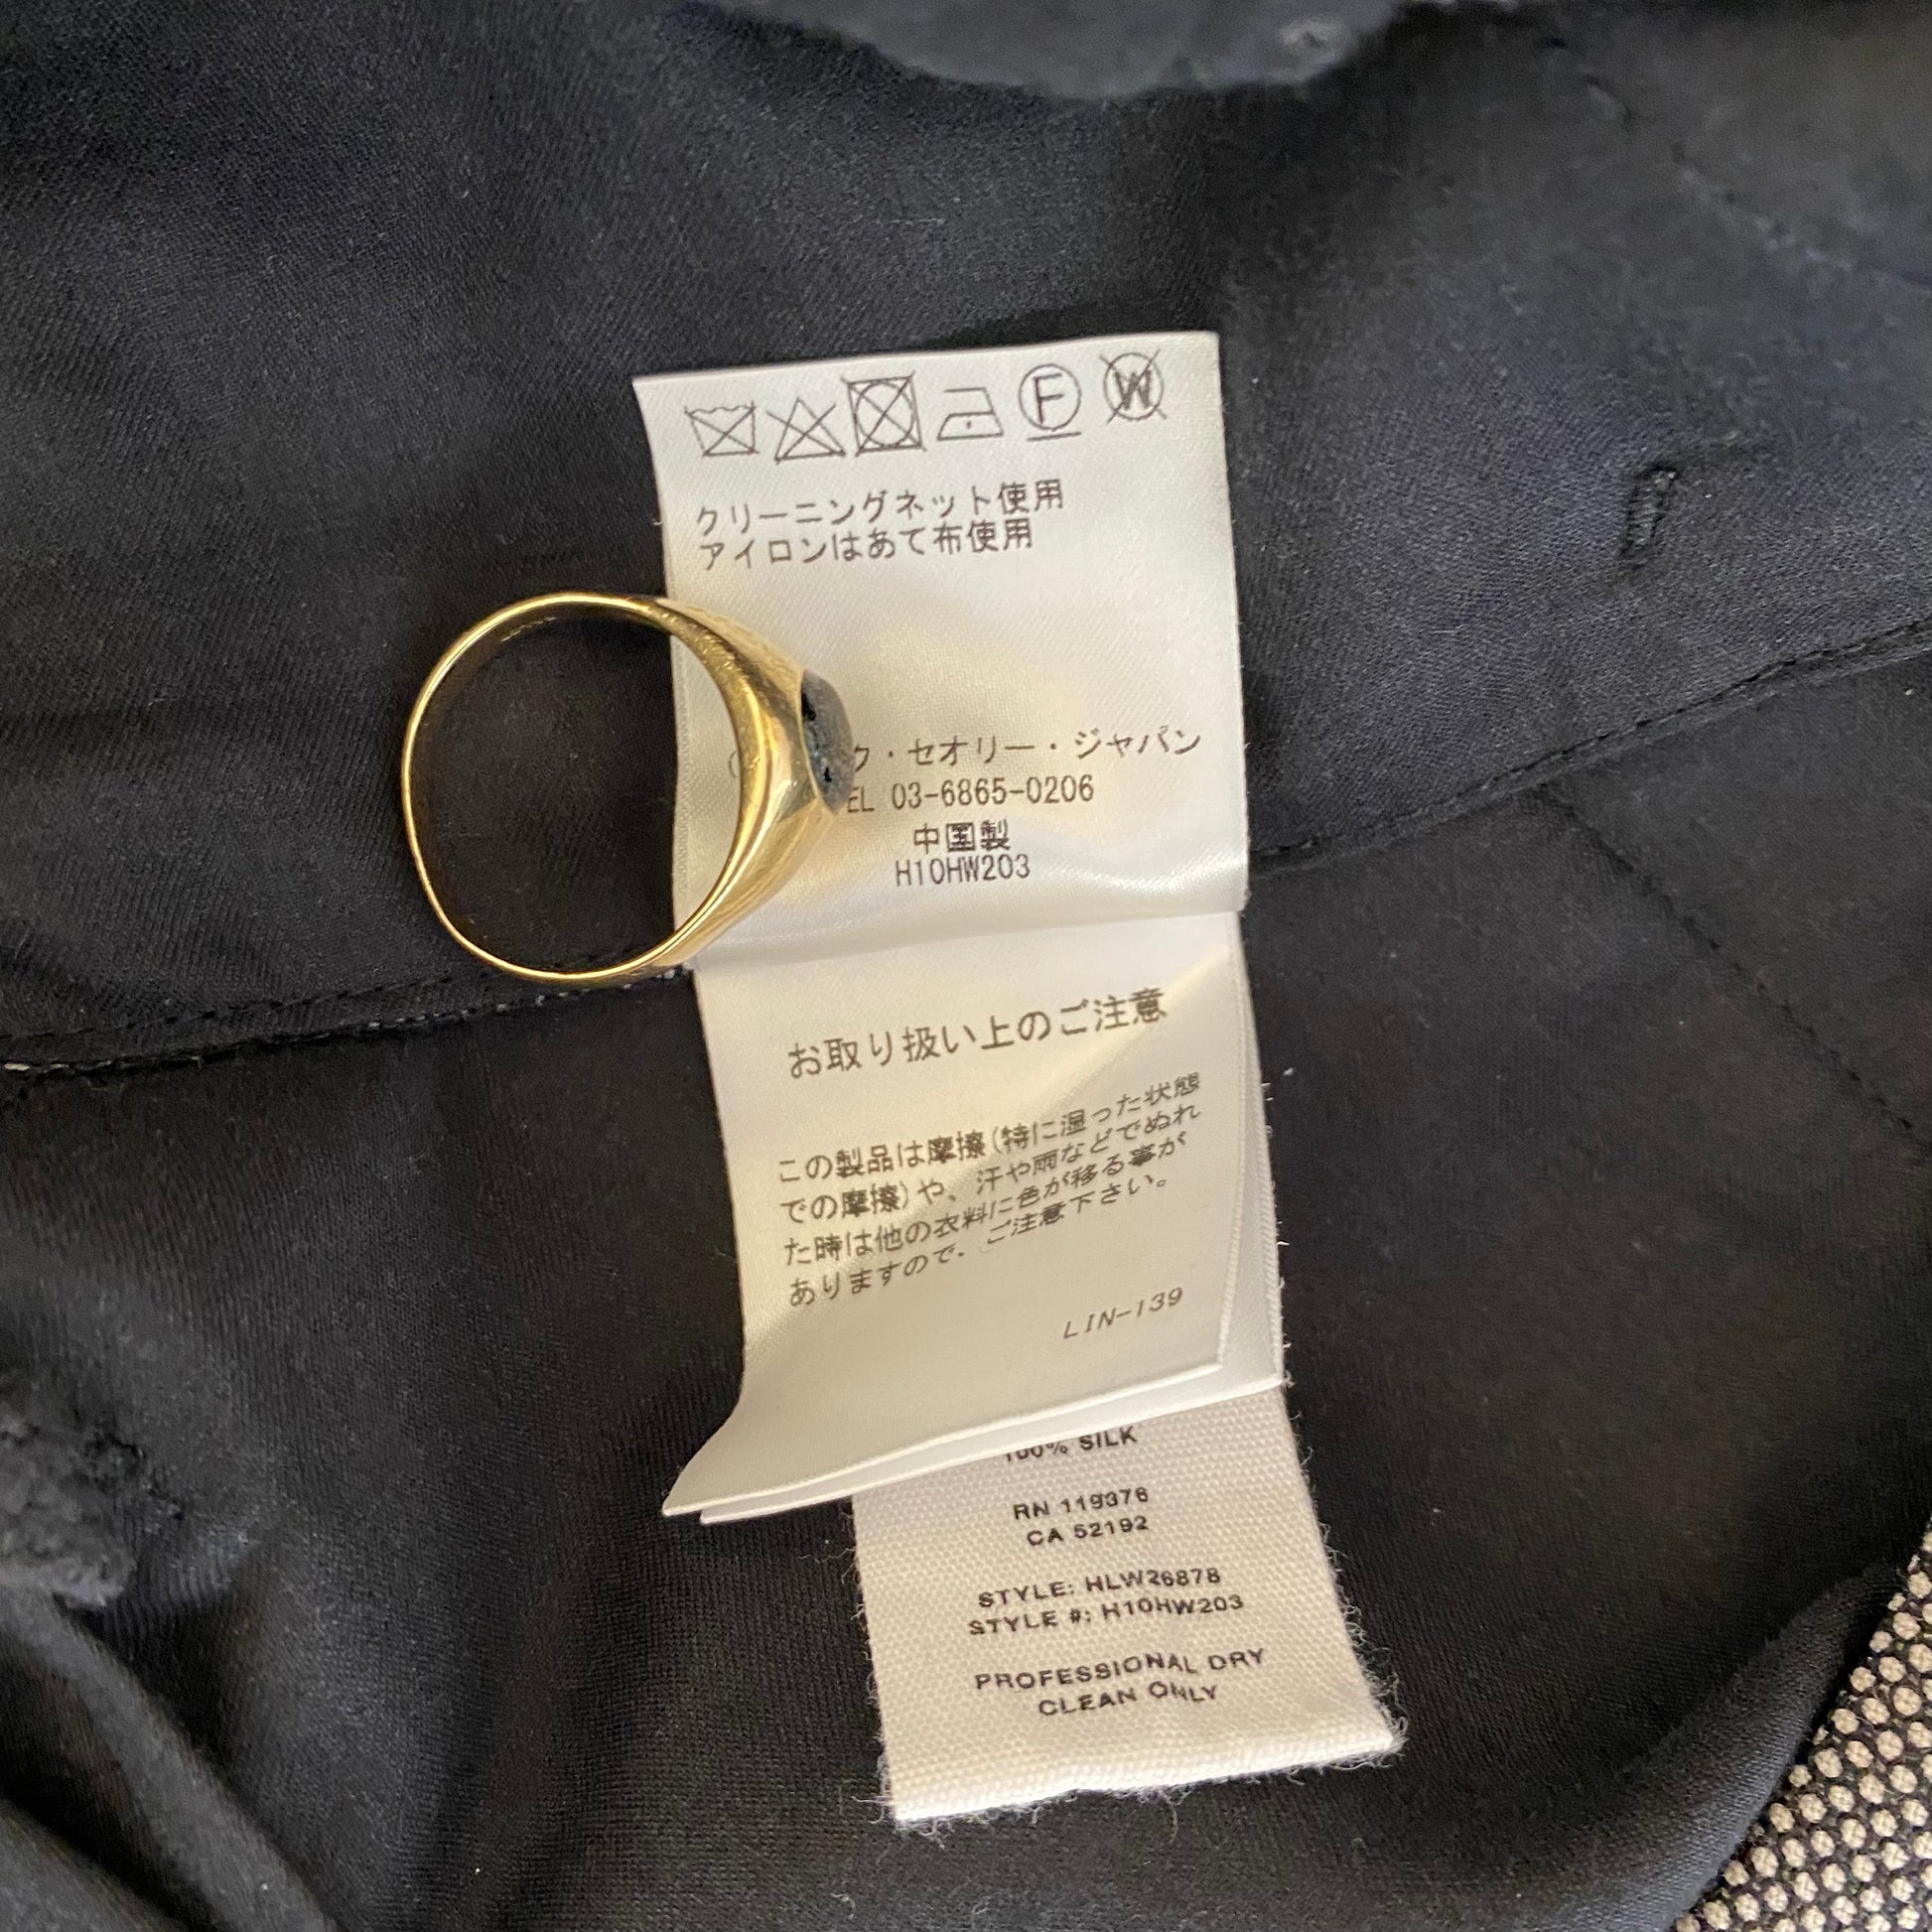 F W
クリーニングネット使用
アイロンはあて布使用
ク・セオリー・ジャパン
EL 03-6865-0206
中国製
H10HW203
お取り扱い上のご注意
この製品は摩擦(特に湿った状態
での摩擦)や、汗や雨などでぬれ
た時は他の衣料に色が移る事が
ありますので、ご注意下さい。
LIN-139
100% SILK
RN 119376
CA 52192
STYLE: HLW26878
STYLE #: H10HW203
PROFESSIONAL DRY
CLEAN ONLY